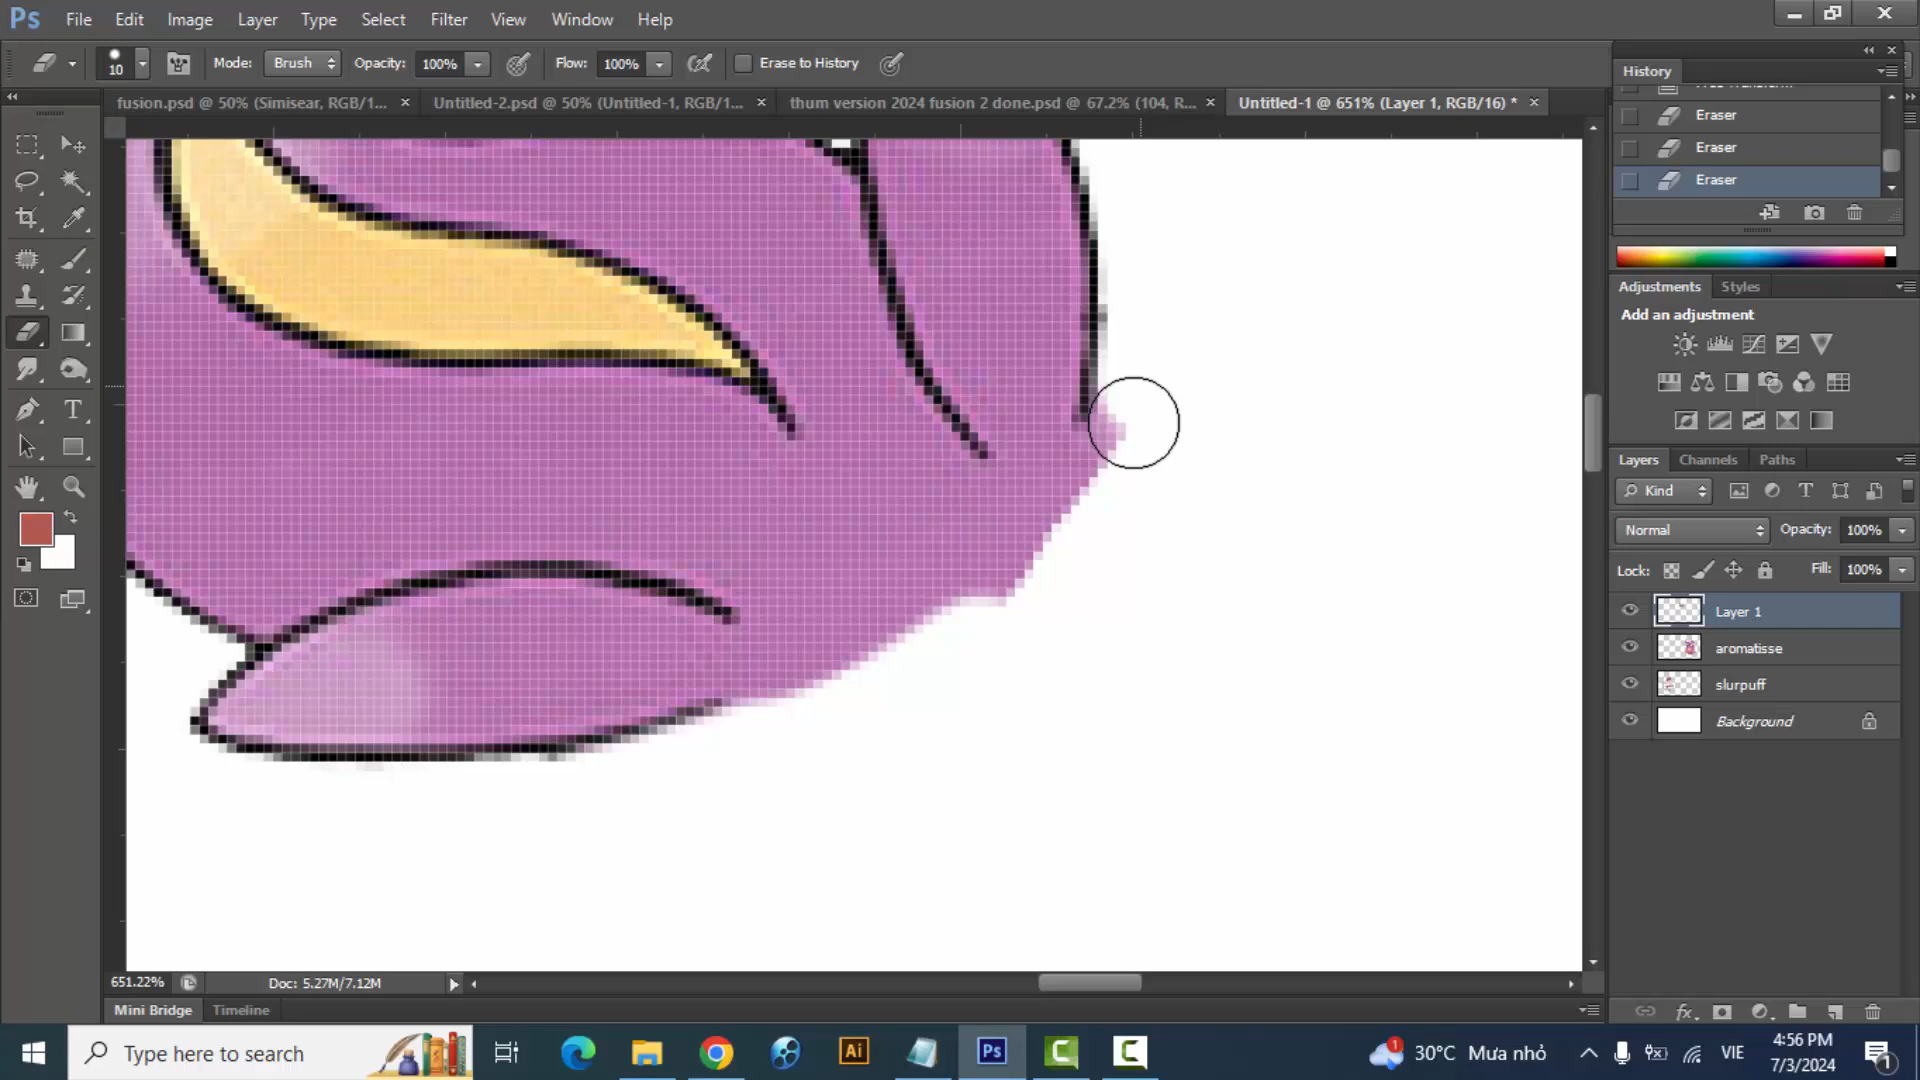 Ps File Edit Image Layer Type Select Filter View Window Help
10 Mode: Brush Opacity: 100% Flow: 100% Erase to History
fusion.psd @ 50% (Simisear, RGB/1... × Untitled-2.psd @ 50% (Untitled-1, RGB/1... × thum version 2024 fusion 2 done.psd @ 67.2% (104, R... × Untitled-1 @ 651% (Layer 1, RGB/16) * ×
History
Eraser
Eraser
Eraser
Adjustments Styles
Add an adjustment
Layers Channels Paths
Kind
Normal Opacity: 100%
Lock: Fill: 100%
Layer 1
aromatisse
slurpuff
Background
651.22% Doc: 5.27M/7.12M
Mini Bridge Timeline
Type here to search
Ai
Ps
1
30°C Mưa nhỏ
VIE
4:56 PM
7/3/2024
1